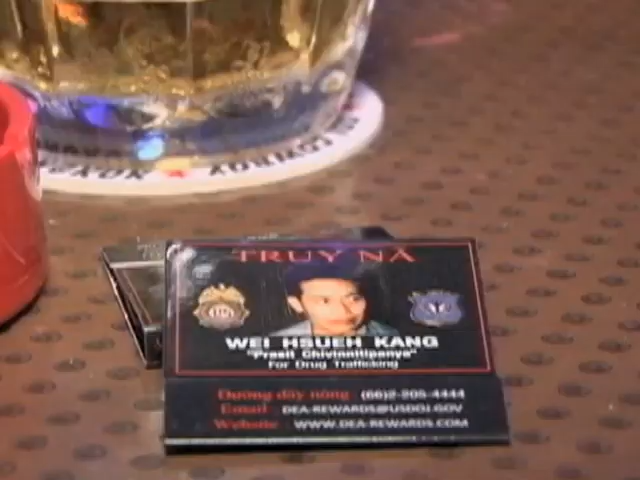 COWBOY
TRUY NÃ
WEI HSUEH KANG
"Prasit Chivinnitipanya"
For Drug Trafficking
Đường dây nóng (66)2-205-4444
Email DEA-REWARDS@USDOJ.GOV
Website WWW.DEA-REWARDS.COM